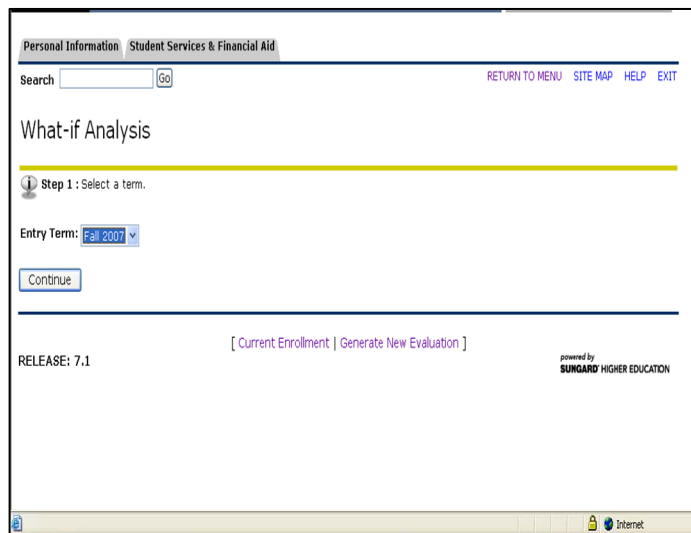 Personal Information Student Services & Financial Aid
Search Go RETURN TO MENU SITE MAP HELP EXIT
What-if Analysis
Step 1 : Select a term.
Entry Term: Fall 2007
Continue
[ Current Enrollment | Generate New Evaluation ]
RELEASE: 7.1
powered by
SUNGARD' HIGHER EDUCATION
Internet